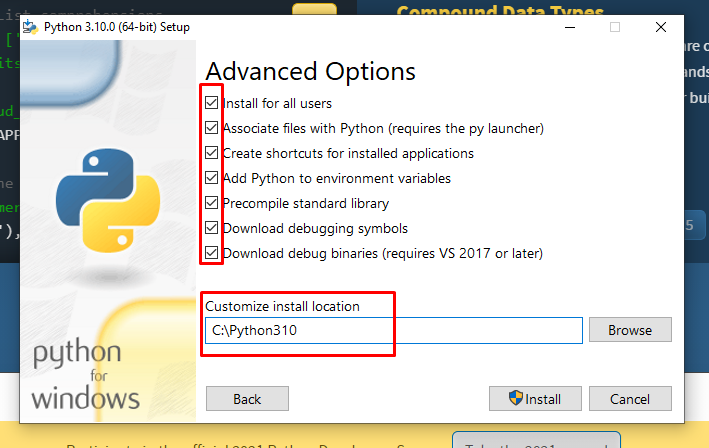 Compound Data Types
Python 3.10.0 (64-bit) Setup
Advanced Options
Install for all users
Associate files with Python (requires the py launcher)
Create shortcuts for installed applications
Add Python to environment variables
Precompile standard library
Download debugging symbols
Download debug binaries (requires VS 2017 or later)
Customize install location
C:\Python310
Browse
python
for
windows
Back
Install
Cancel
5